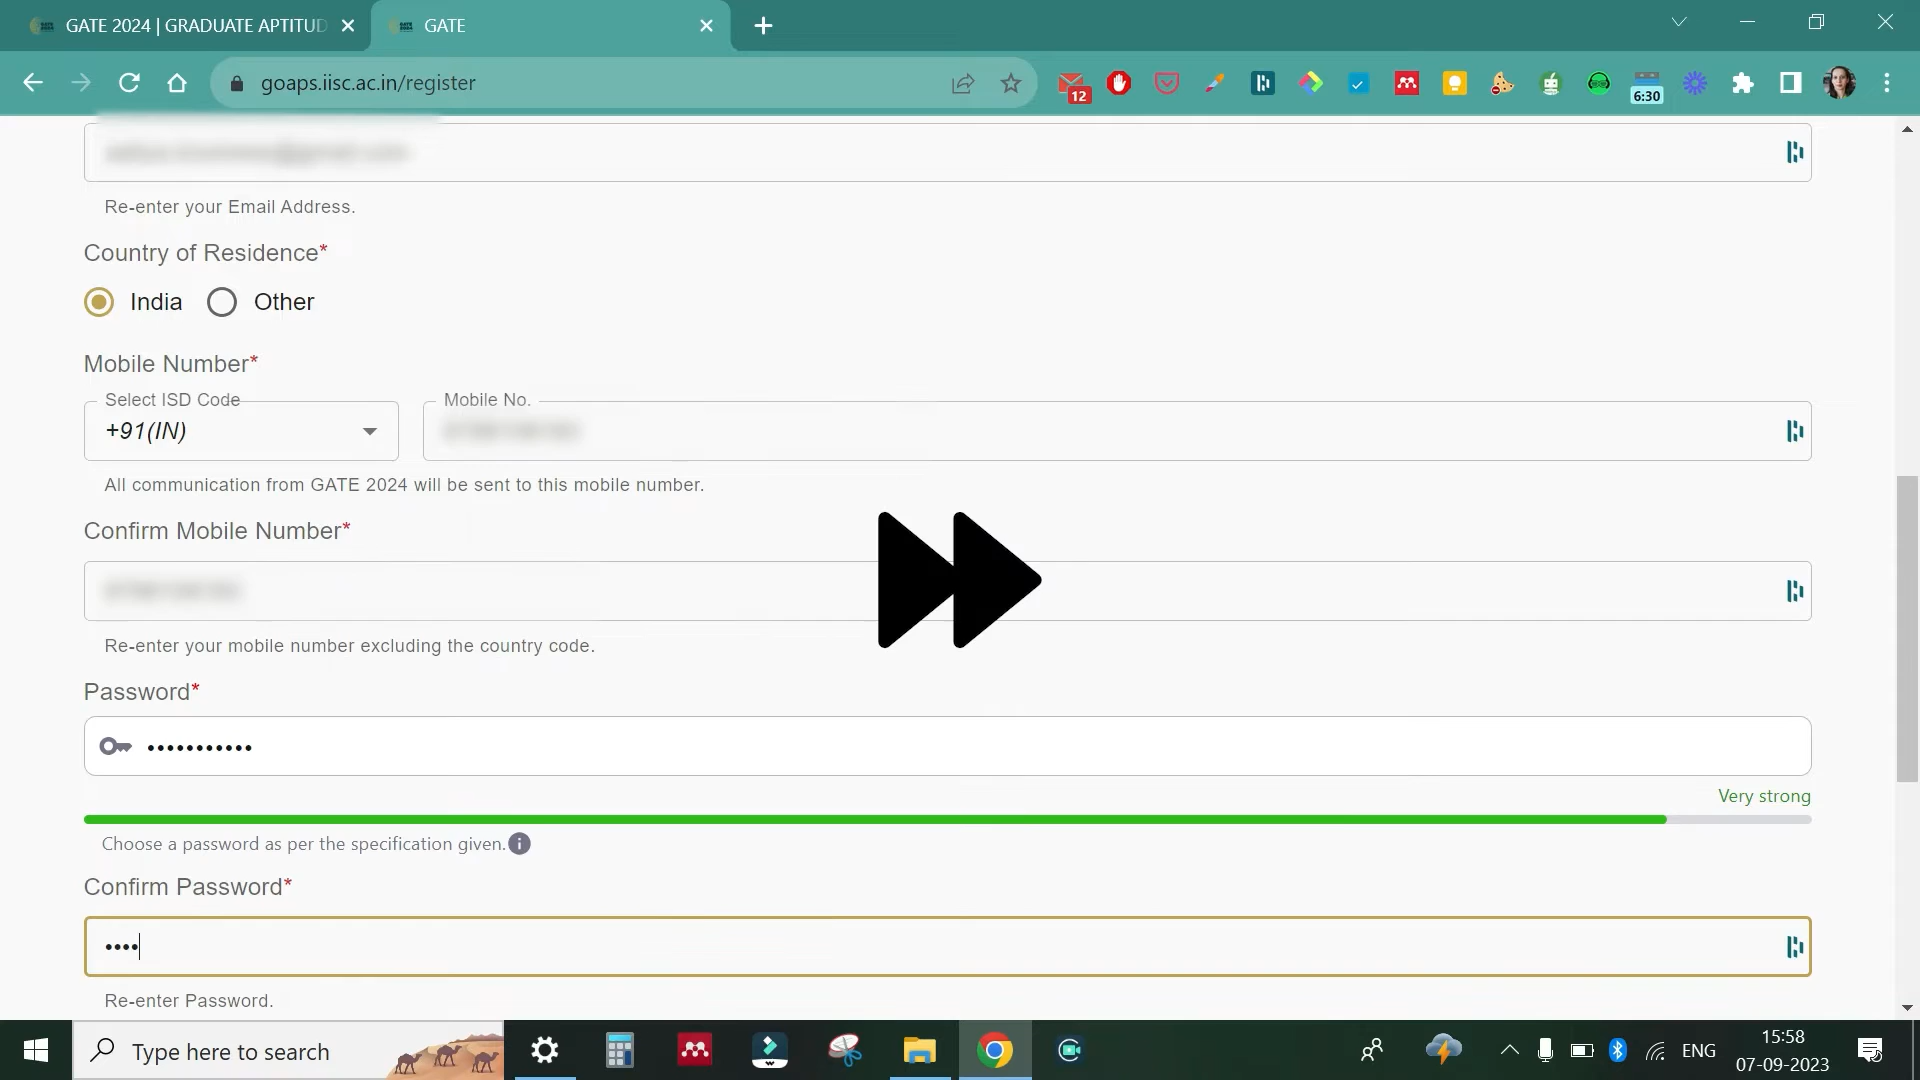 GATE 2024 | GRADUATE APTITUD
GATE
goaps.iisc.ac.in/register
12
6:30
Re-enter your Email Address.
Country of Residence*
India
Other
Mobile Number*
Select ISD Code
+91(IN)
Mobile No.
All communication from GATE 2024 will be sent to this mobile number.
Confirm Mobile Number*
Re-enter your mobile number excluding the country code.
Password*
•••••••••••
Very strong
Choose a password as per the specification given.
Confirm Password*
••••
Re-enter Password.
Type here to search
ENG
15:58
07-09-2023